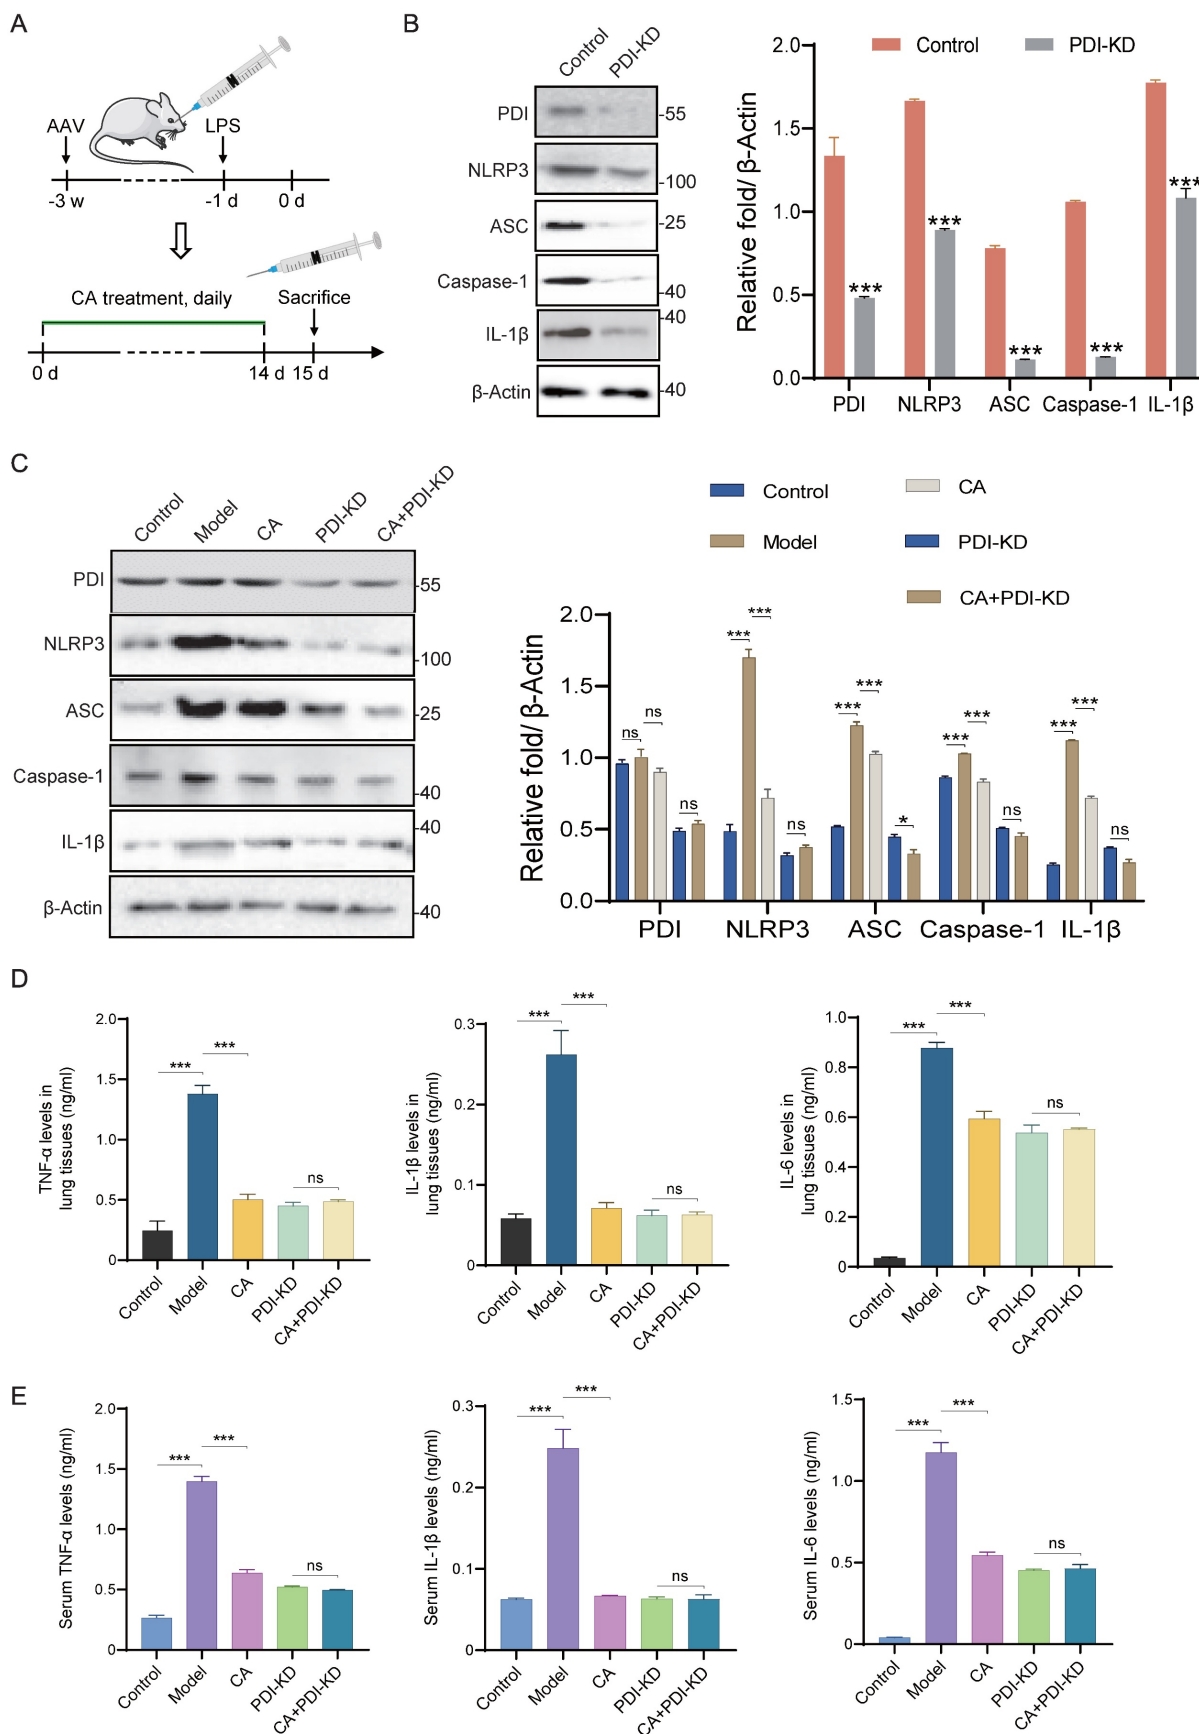 A
AAV
LPS
-3 w
-1 d
0 d
CA treatment, daily
Sacrifice
0 d
14 d
15 d
B
Control
PDI-KD
PDI
-55
NLRP3
-100
ASC
-25
Caspase-1
-40
-40
IL-1β
β-Actin
-40
Control
PDI-KD
Relative fold/ β-Actin
2.0
1.5
1.0
0.5
0.0
***
***
***
***
***
PDI
NLRP3
ASC
Caspase-1
IL-1β
C
Control
Model
CA
PDI-KD
CA+PDI-KD
PDI
-55
NLRP3
-100
ASC
-25
Caspase-1
-40
-40
IL-1β
β-Actin
-40
Control
CA
Model
PDI-KD
CA+PDI-KD
Relative fold/ β-Actin
2.0
1.5
1.0
0.5
0.0
ns
ns
ns
***
***
ns
***
***
*
***
***
ns
***
***
ns
PDI
NLRP3
ASC
Caspase-1
IL-1β
D
TNF-α levels in
lung tissues (ng/ml)
2.0
1.5
1.0
0.5
0
***
***
ns
Control
Model
CA
PDI-KD
CA+PDI-KD
IL-1β levels in
lung tissues (ng/ml)
0.3
0.2
0.1
0
***
***
ns
Control
Model
CA
PDI-KD
CA+PDI-KD
IL-6 levels in
lung tissues (ng/ml)
1.0
0.8
0.6
0.4
0.2
0
***
***
ns
Control
Model
CA
PDI-KD
CA+PDI-KD
E
Serum TNF-α levels (ng/ml)
2.0
1.5
1.0
0.5
0
***
***
ns
Control
Model
CA
PDI-KD
CA+PDI-KD
Serum IL-1β levels (ng/ml)
0.3
0.2
0.1
0
***
***
ns
Control
Model
CA
PDI-KD
CA+PDI-KD
Serum IL-6 levels (ng/ml)
1.5
1.0
0.5
0
***
***
ns
Control
Model
CA
PDI-KD
CA+PDI-KD